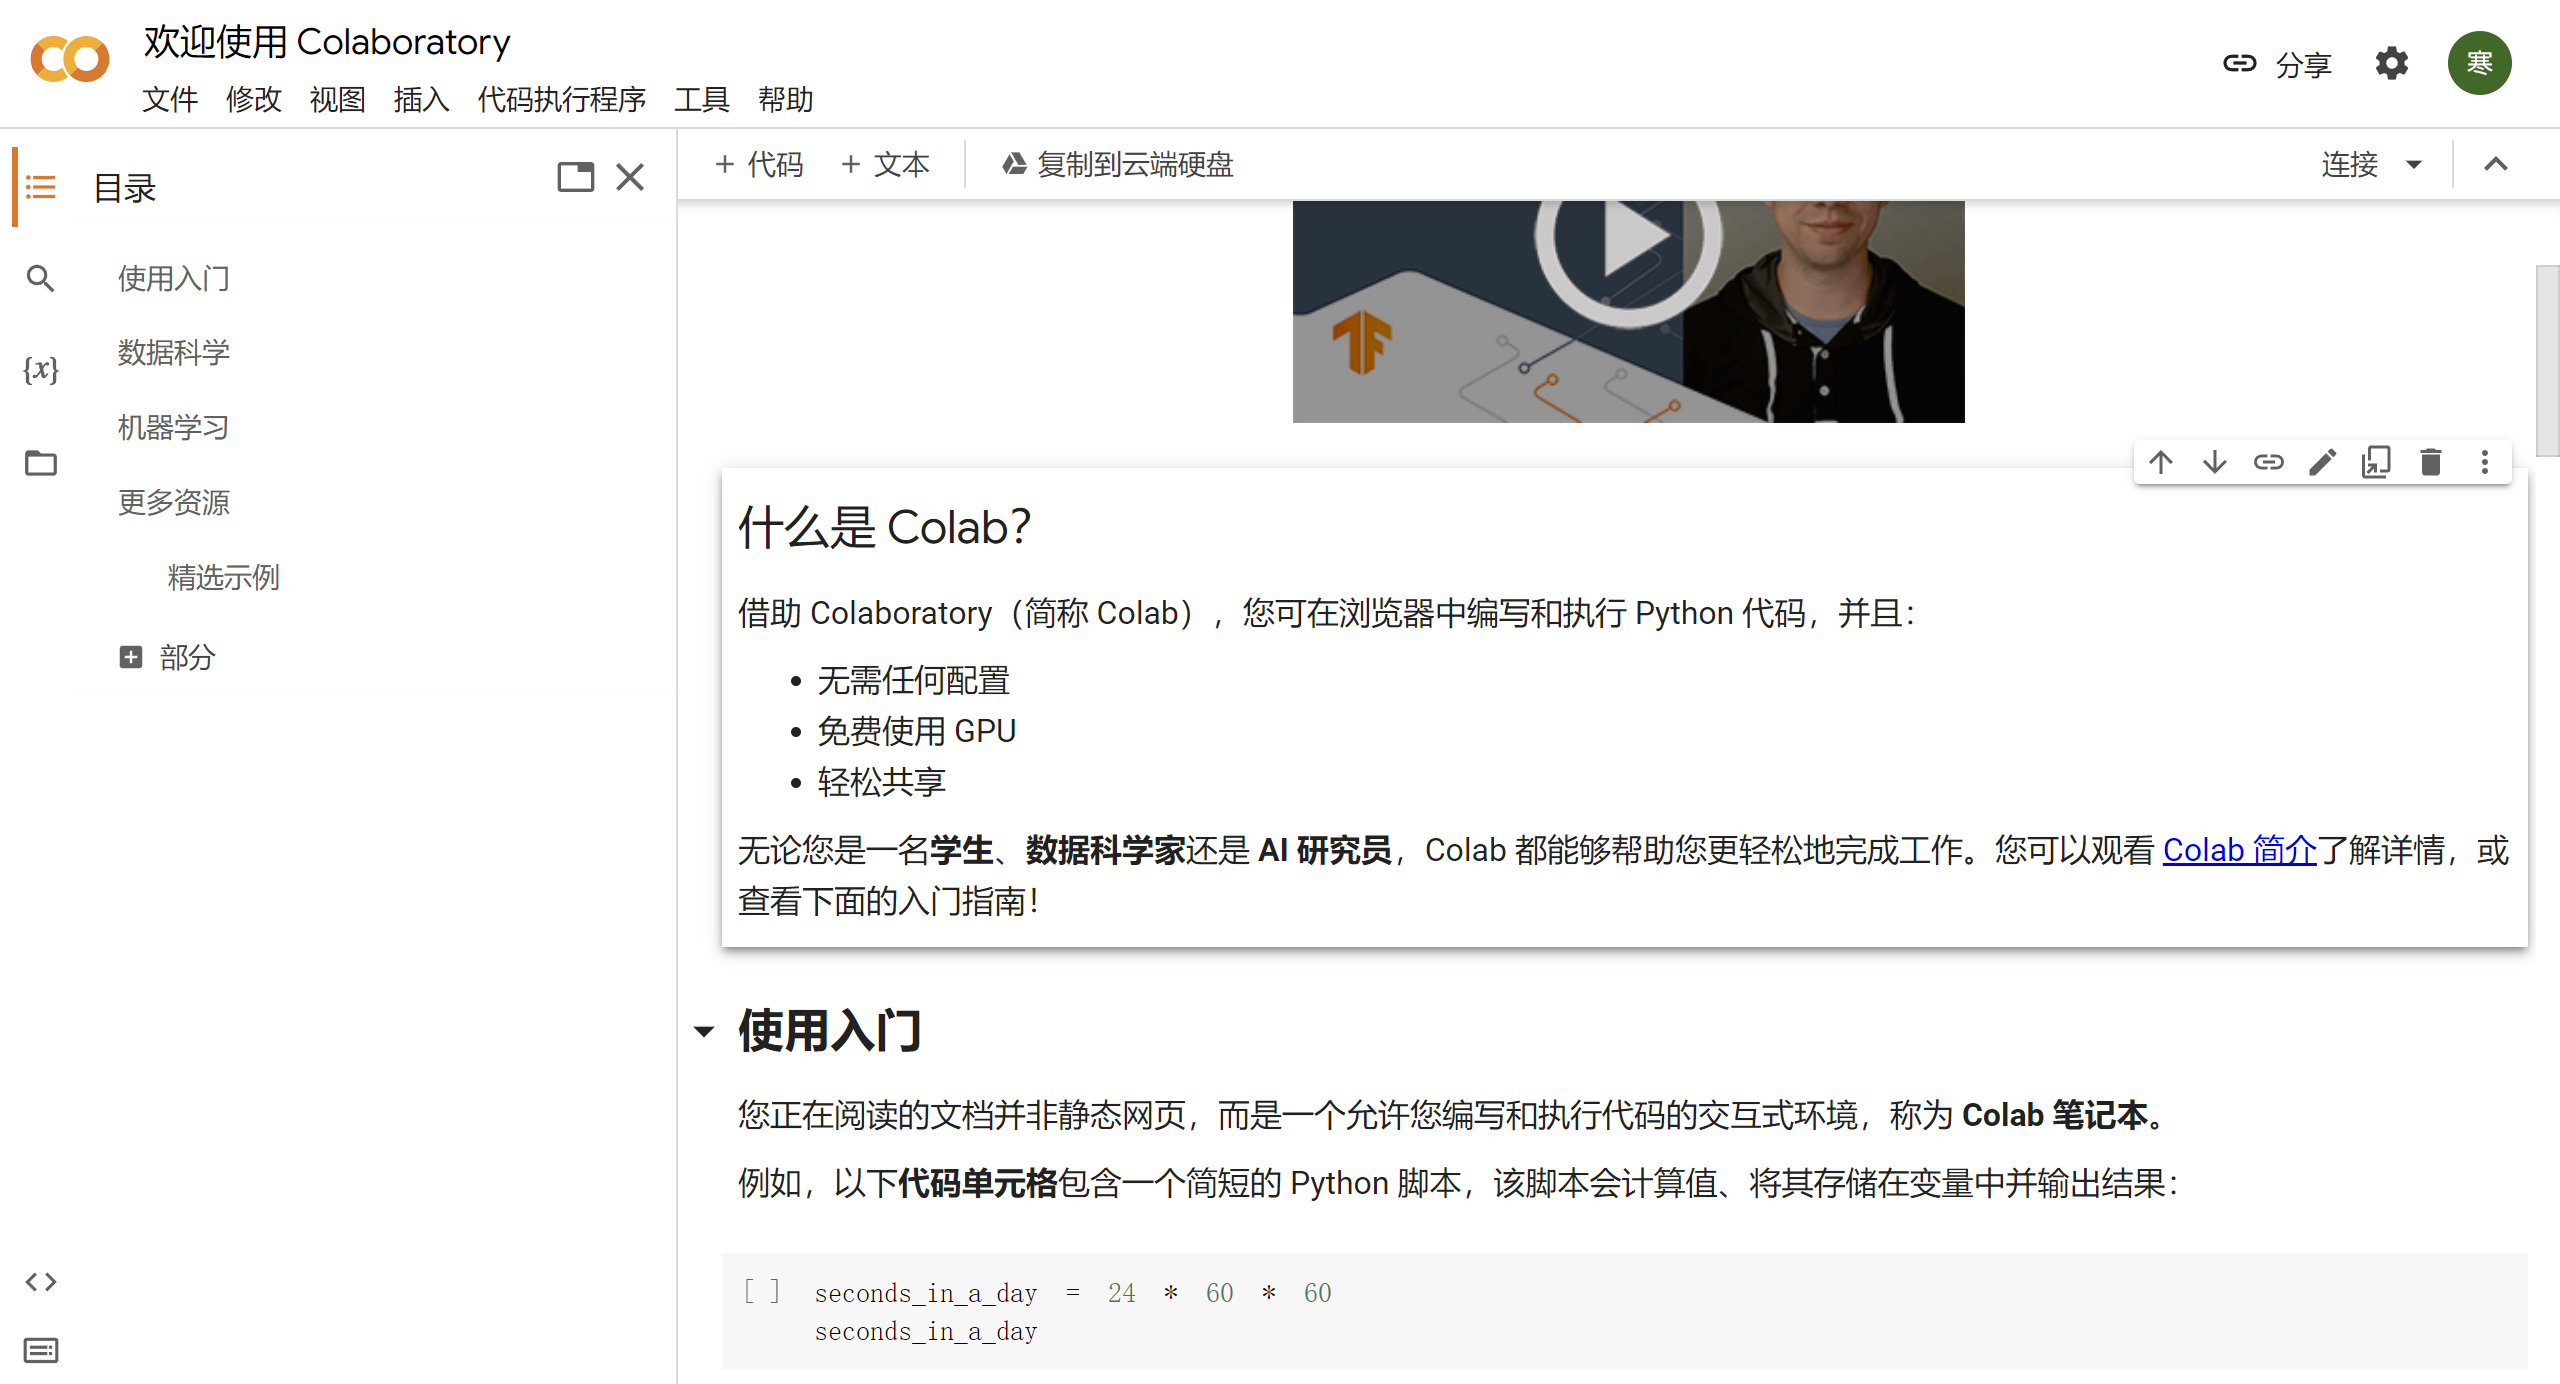 欢迎使用 Colaboratory
文件 修改 视图 插入 代码执行程序 工具 帮助
分享
寒
目录
使用入门
数据科学
机器学习
更多资源
精选示例
部分
{x}
+ 代码 + 文本 复制到云端硬盘
连接
什么是 Colab？
借助 Colaboratory（简称 Colab），您可在浏览器中编写和执行 Python 代码，并且：
• 无需任何配置
• 免费使用 GPU
• 轻松共享
无论您是一名学生、数据科学家还是 AI 研究员，Colab 都能够帮助您更轻松地完成工作。您可以观看 Colab 简介了解详情，或
查看下面的入门指南！
使用入门
您正在阅读的文档并非静态网页，而是一个允许您编写和执行代码的交互式环境，称为 Colab 笔记本。
例如，以下代码单元格包含一个简短的 Python 脚本，该脚本会计算值、将其存储在变量中并输出结果：
[ ] seconds_in_a_day = 24 * 60 * 60
seconds_in_a_day